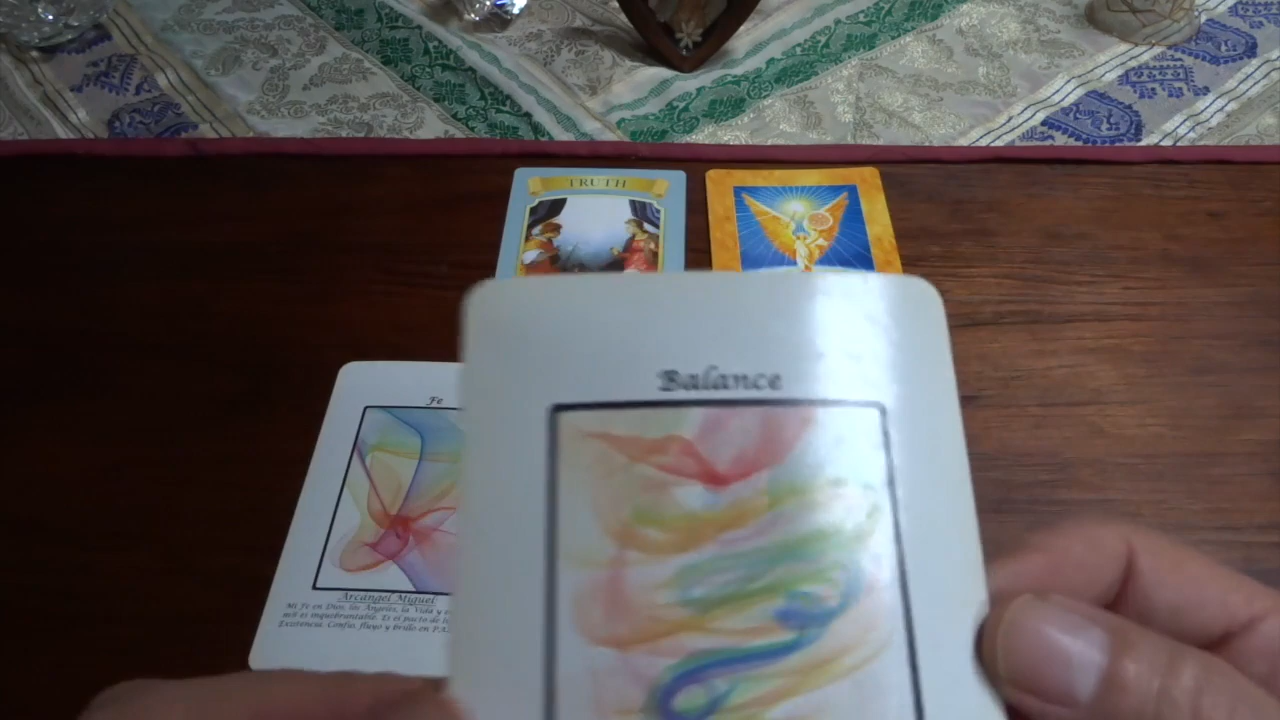 TRUTH
Balance
Fe
Arcángel Miguel
Mi Fe en Dios, los Ángeles, la Vida y e
mí es inquebrantable. Es el pacto de
Existencia. Confío, fluyo y brillo en PA